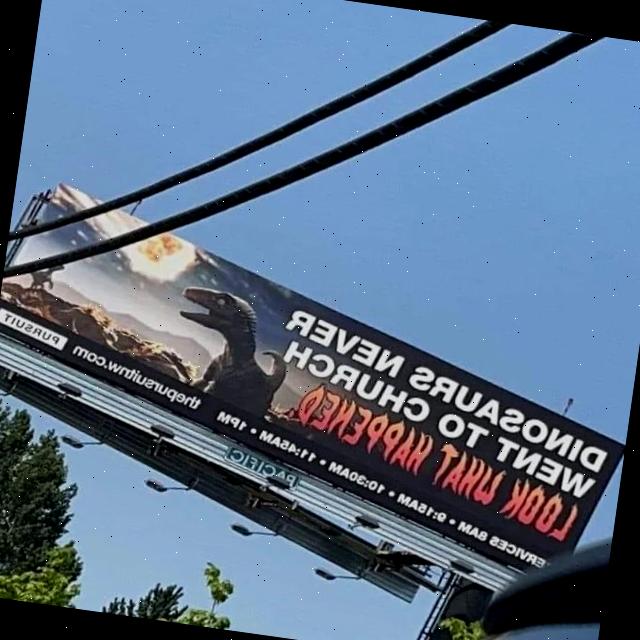 DINOSAURS NEVER
WENT TO CHURCH
LOOK WHAT HAPPENED
SERVICES 8AM • 9:15AM • 10:30AM • 11:45AM • 1PM
thepursuitnw.com
PURSUIT
PACIFIC